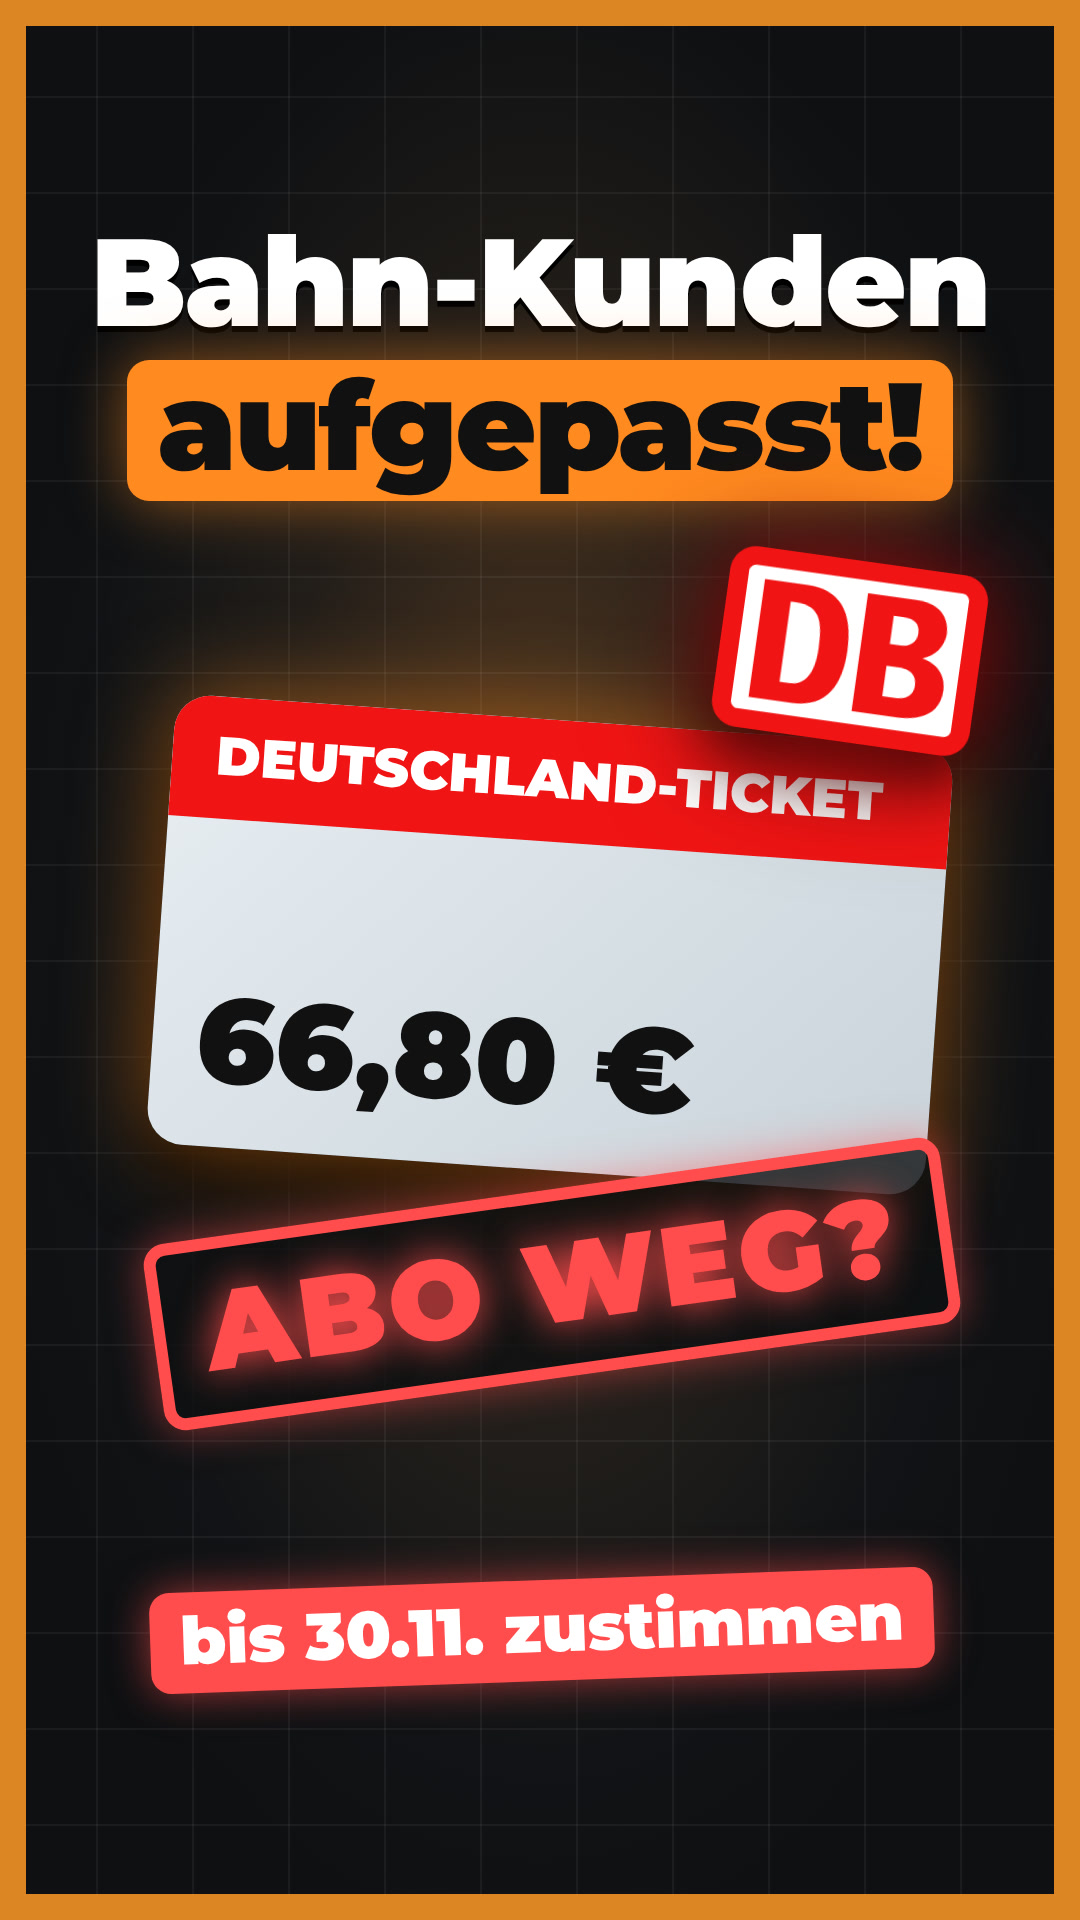 Bahn-Kunden
aufgepasst!
DB
DEUTSCHLAND-TICKET
66,80 €
ABO WEG?
bis 30.11. zustimmen